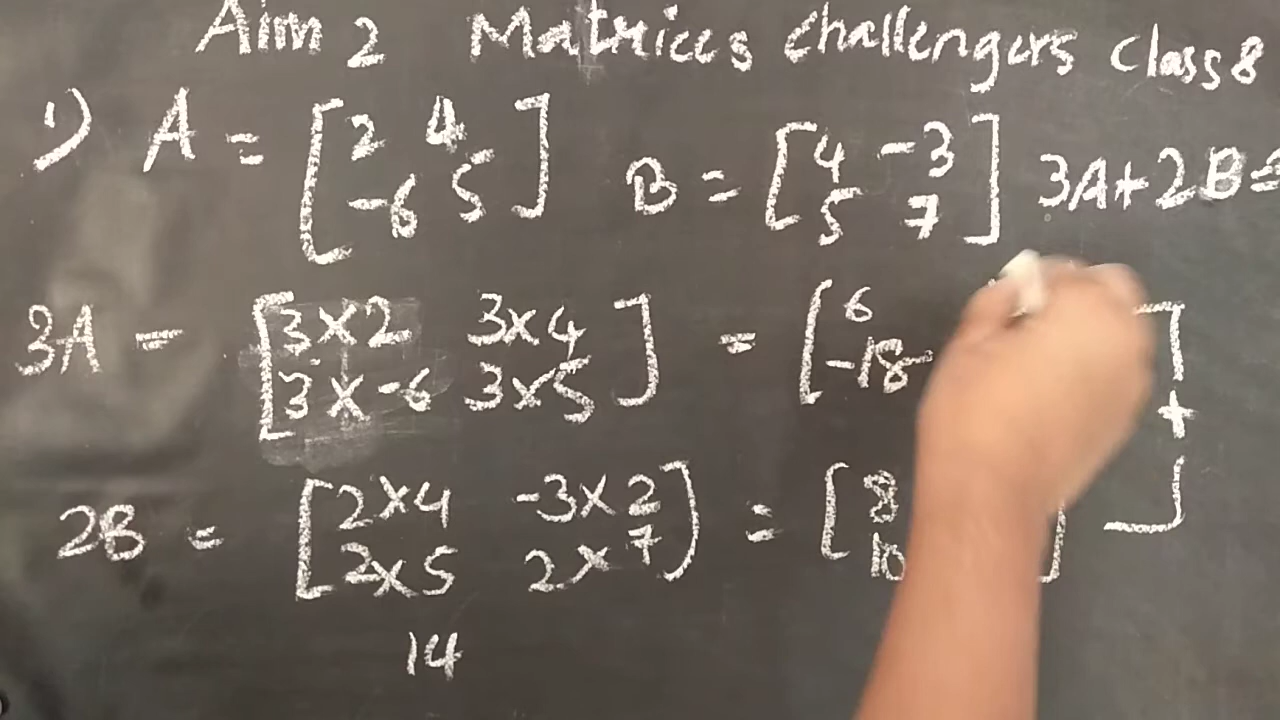 Aim 2 Matrices challengers class 8
1) A = [2 4 -6 5] B = [4 -3 5 7] 3A+2B=
3A = [3x2 3x4 3x-6 3x5] = [6 -18 ] +
2B = [2x4 -3x2 2x5 2x7] = [8 10 ]
14